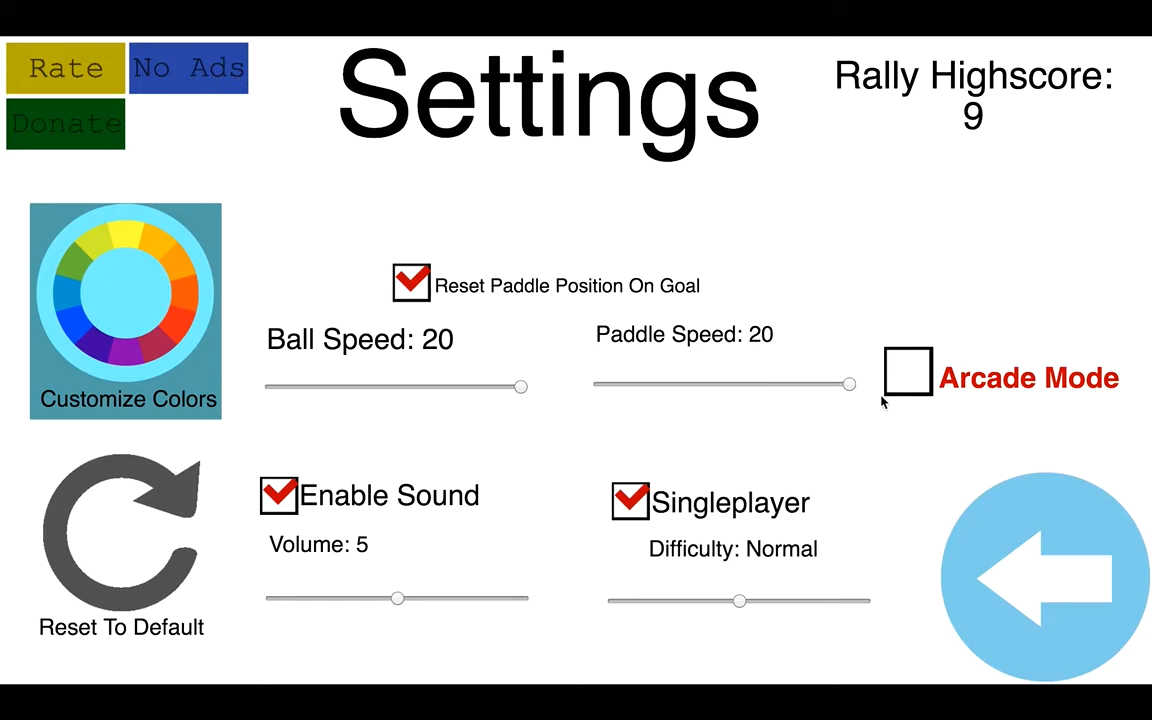 Rate
No Ads
Donate
Settings
Rally Highscore:
9
Customize Colors
Reset Paddle Position On Goal
Ball Speed: 20
Paddle Speed: 20
Arcade Mode
Enable Sound
Volume: 5
Singleplayer
Difficulty: Normal
Reset To Default